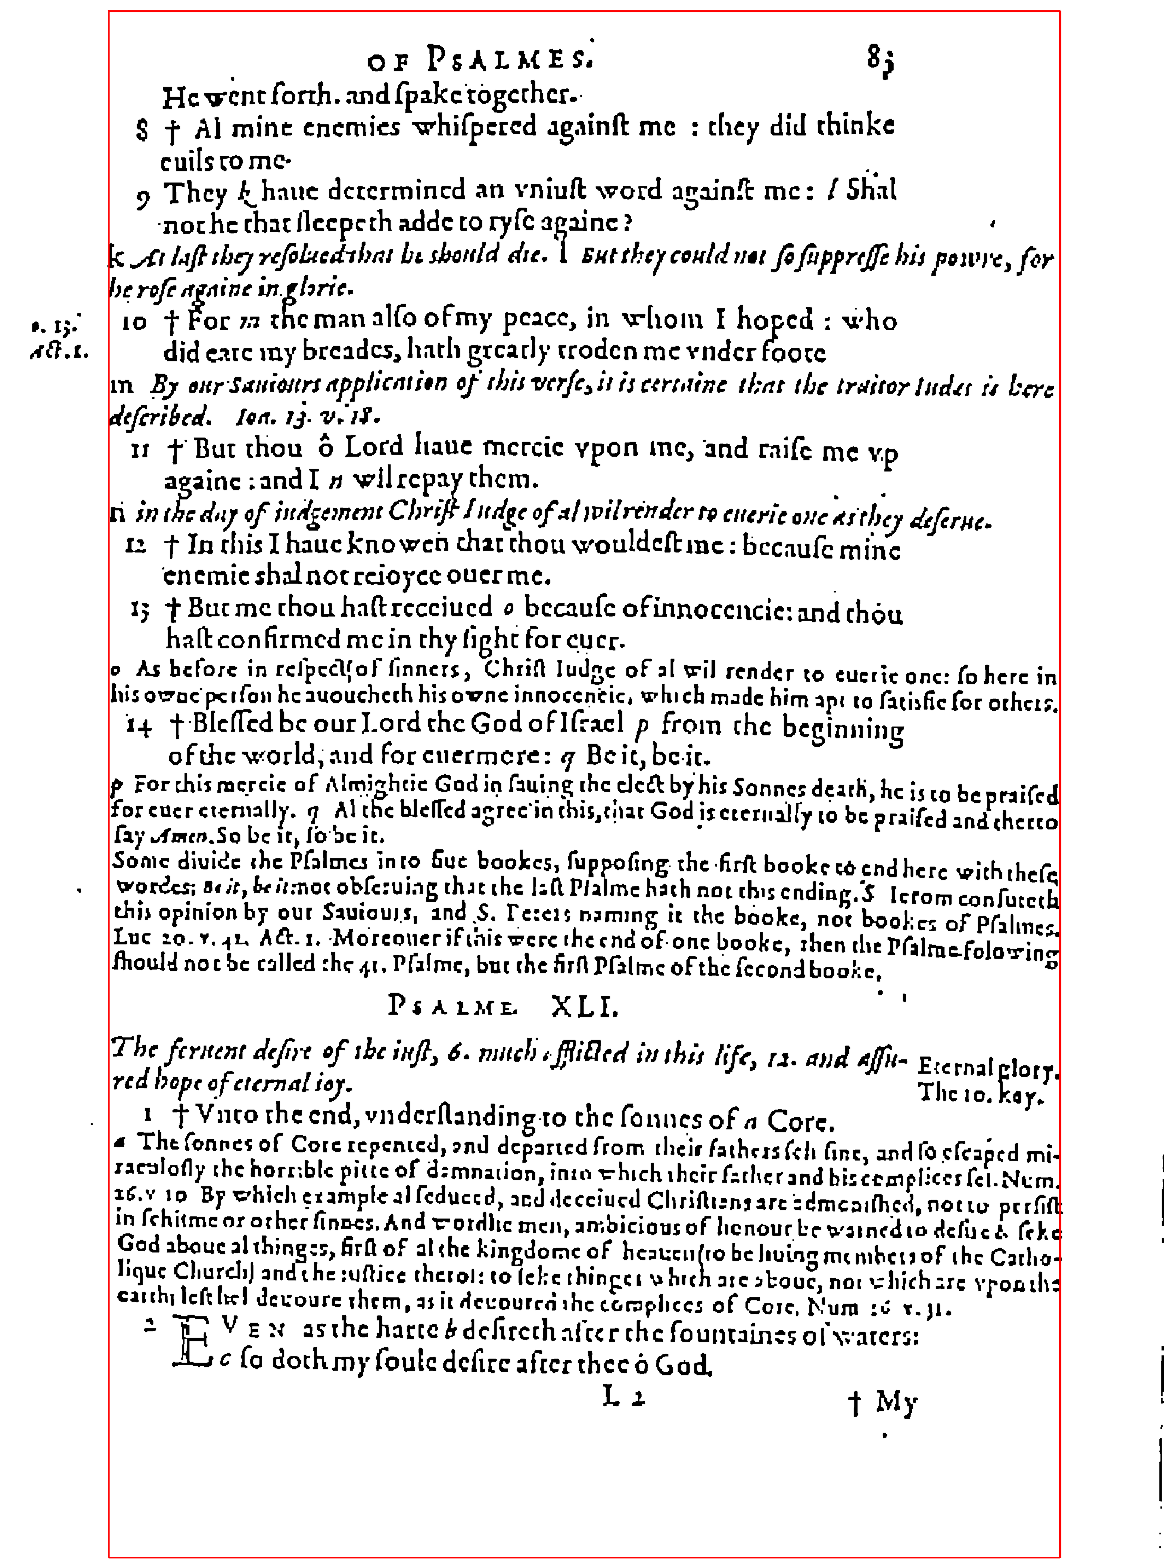 OF PSALMES. 83
He went forth. and ſpake together.
8 † Al mine enemies whiſpered againſt me : they did thinke
euils to me.
9 They k haue determined an vniuſt word againſt me: l Shal
not he that ſleepeth adde to ryſe againe?
k At laſt they reſolued that he should die. l But they could not ſo ſuppreſſe his powre, for
he roſe againe in glorie.
10 † For m the man alſo of my peace, in whom I hoped : who
o. 13.
Act. 1.
did eate my breades, hath greatly troden me vnder foote
m By our Sauiours application of this verſe, it is certaine that the traitor Iudas is here
deſcribed. Ioa. 13. v. 18.
11 † But thou ô Lord haue mercie vpon me, and raiſe me vp
againe : and I n wil repay them.
n in the day of iudgement Chriſt Iudge of al wil render to euerie one as they deſerue.
12 † In this I haue knowen that thou wouldeſt me : becauſe mine
enemie shal not reioyce ouer me.
13 † But me thou haſt receiued o becauſe of innocencie: and thou
haſt confirmed me in thy ſight for euer.
o As before in reſpect of ſinners, Chriſt Iudge of al wil render to euerie one: ſo here in
his owne perſon he auoucheth his owne innocencie, which made him apt to ſatisfie for others.
14 † Bleſſed be our Lord the God of Iſrael p from the beginning
of the world, and for euermore: q Be it, be it.
p For this mercie of Almightie God in ſauing the elect by his Sonnes death, he is to be praiſed
for euer eternally. q Al the bleſſed agree in this, that God is eternally to be praiſed and therto
ſay Amen. So be it, ſo be it.
Some diuide the Pſalmes into fiue bookes, ſuppoſing the firſt booke to end here with theſe
wordes; Be it, be it: not obſeruing that the laſt Pſalme hath not this ending. S Ierom confuteth
this opinion by our Sauiours, and S. Peters naming it the booke, not bookes of Pſalmes.
Luc 20. v. 42. Act. 1. Moreouer if this were the end of one booke, then the Pſalme folowing
ſhould not be called the 41. Pſalme, but the firſt Pſalme of the ſecond booke.
PSALME. XLI.
The feruent deſire of the iuſt, 6. much afflicted in this life, 12. and aſſu-
red hope of eternal ioy.
Eternal glory.
The 10. key.
1 † Vnto the end, vnderſtanding to the ſonnes of a Core.
a The ſonnes of Core repented, and departed from their fathers ſin, and ſo eſcaped mi-
raculoſly the horrible pitte of damnation, into which their father and his complices fel. Num.
26. v 10 By which example al ſeduced, and deceiued Chriſtians are admoniſhed, not to perſiſt
in ſchiſme or other ſinnes. And wordlie men, ambicious of honour be warned to deſire & ſeke
God aboue al thinges, firſt of al the kingdome of heauen (to be liuing members of the Catho-
lique Church) and the iuſtice therof: to ſeke thinges which are aboue, not which are vpon the
earth: leſt hel deuoure them, as it deuoured the complices of Core. Num 16 v. 31.
2 EVEN as the harte b deſireth after the fountaines of waters:
c ſo doth my ſoule deſire after thee ô God.
L 2 † My